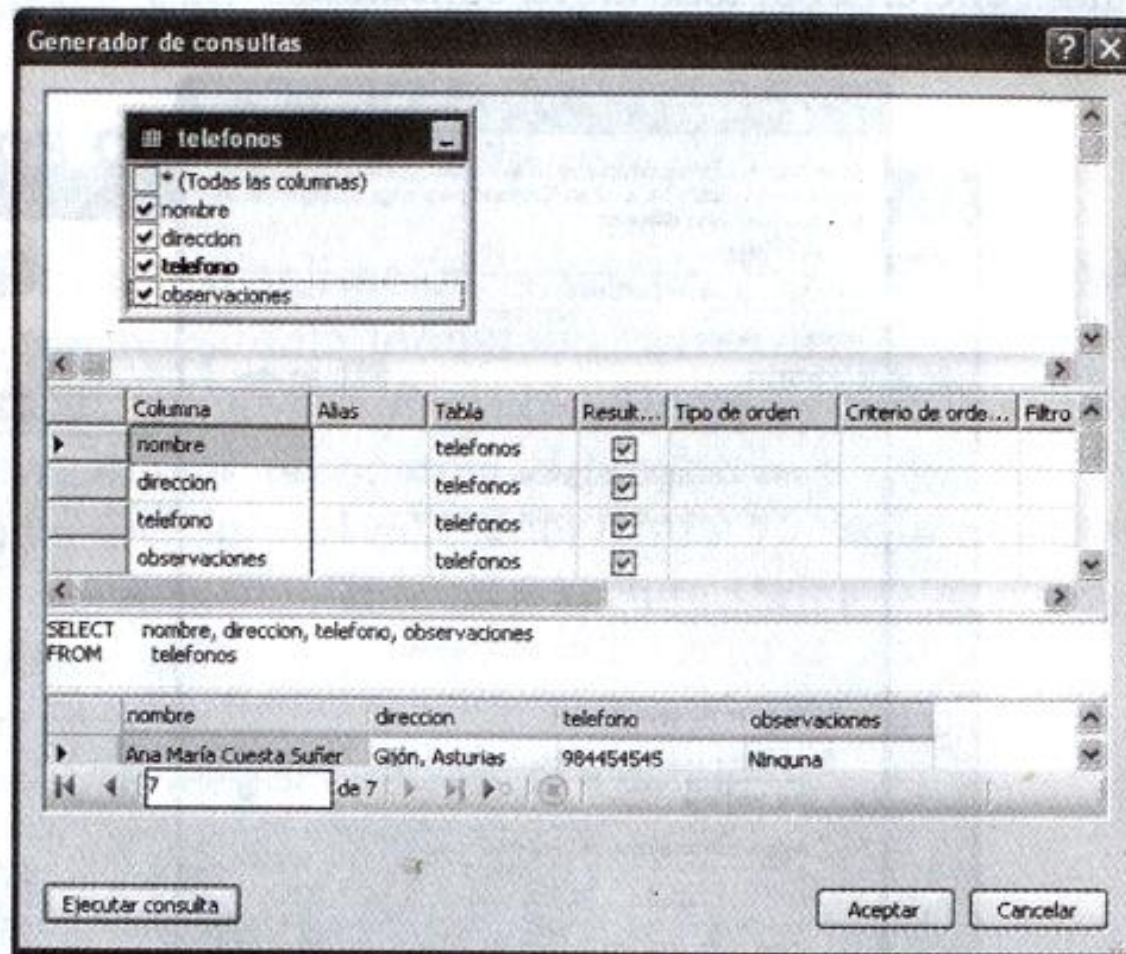 Generador de consultas
telefonos
* (Todas las columnas)
nombre
direccion
telefono
observaciones
Columna Alias Tabla Result... Tipo de orden Criterio de orde... Filtro
nombre telefonos
direccion telefonos
telefono telefonos
observaciones telefonos
SELECT nombre, direccion, telefono, observaciones
FROM telefonos
nombre direccion telefono observaciones
Ana María Cuesta Suñer Gijón, Asturias 984454545 Ninguna
7 de 7
Ejecutar consulta Aceptar Cancelar